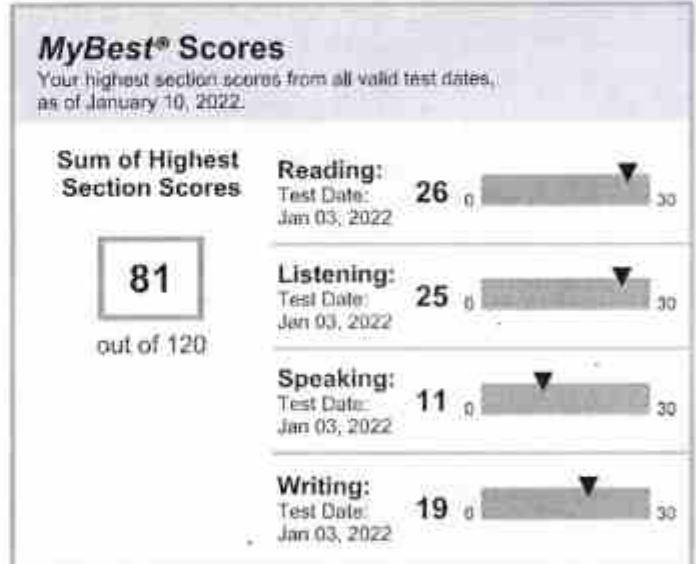 MyBest® Scores
Your highest section scores from all valid test dates,
as of January 10, 2022.
Sum of Highest
Section Scores
81
out of 120
Reading:
Test Date:
Jan 03, 2022
26 0 30
Listening:
Test Date:
Jan 03, 2022
25 0 30
Speaking:
Test Date:
Jan 03, 2022
11 0 30
Writing:
Test Date:
Jan 03, 2022
19 0 30